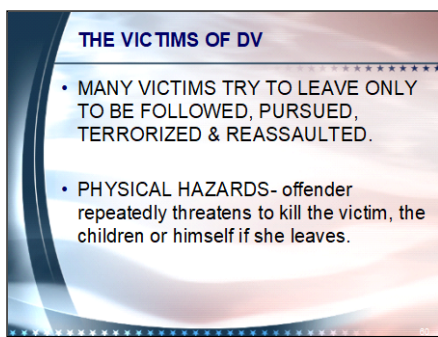 THE VICTIMS OF DV
• MANY VICTIMS TRY TO LEAVE ONLY
TO BE FOLLOWED, PURSUED,
TERRORIZED & REASSAULTED.
• PHYSICAL HAZARDS- offender
repeatedly threatens to kill the victim, the
children or himself if she leaves.